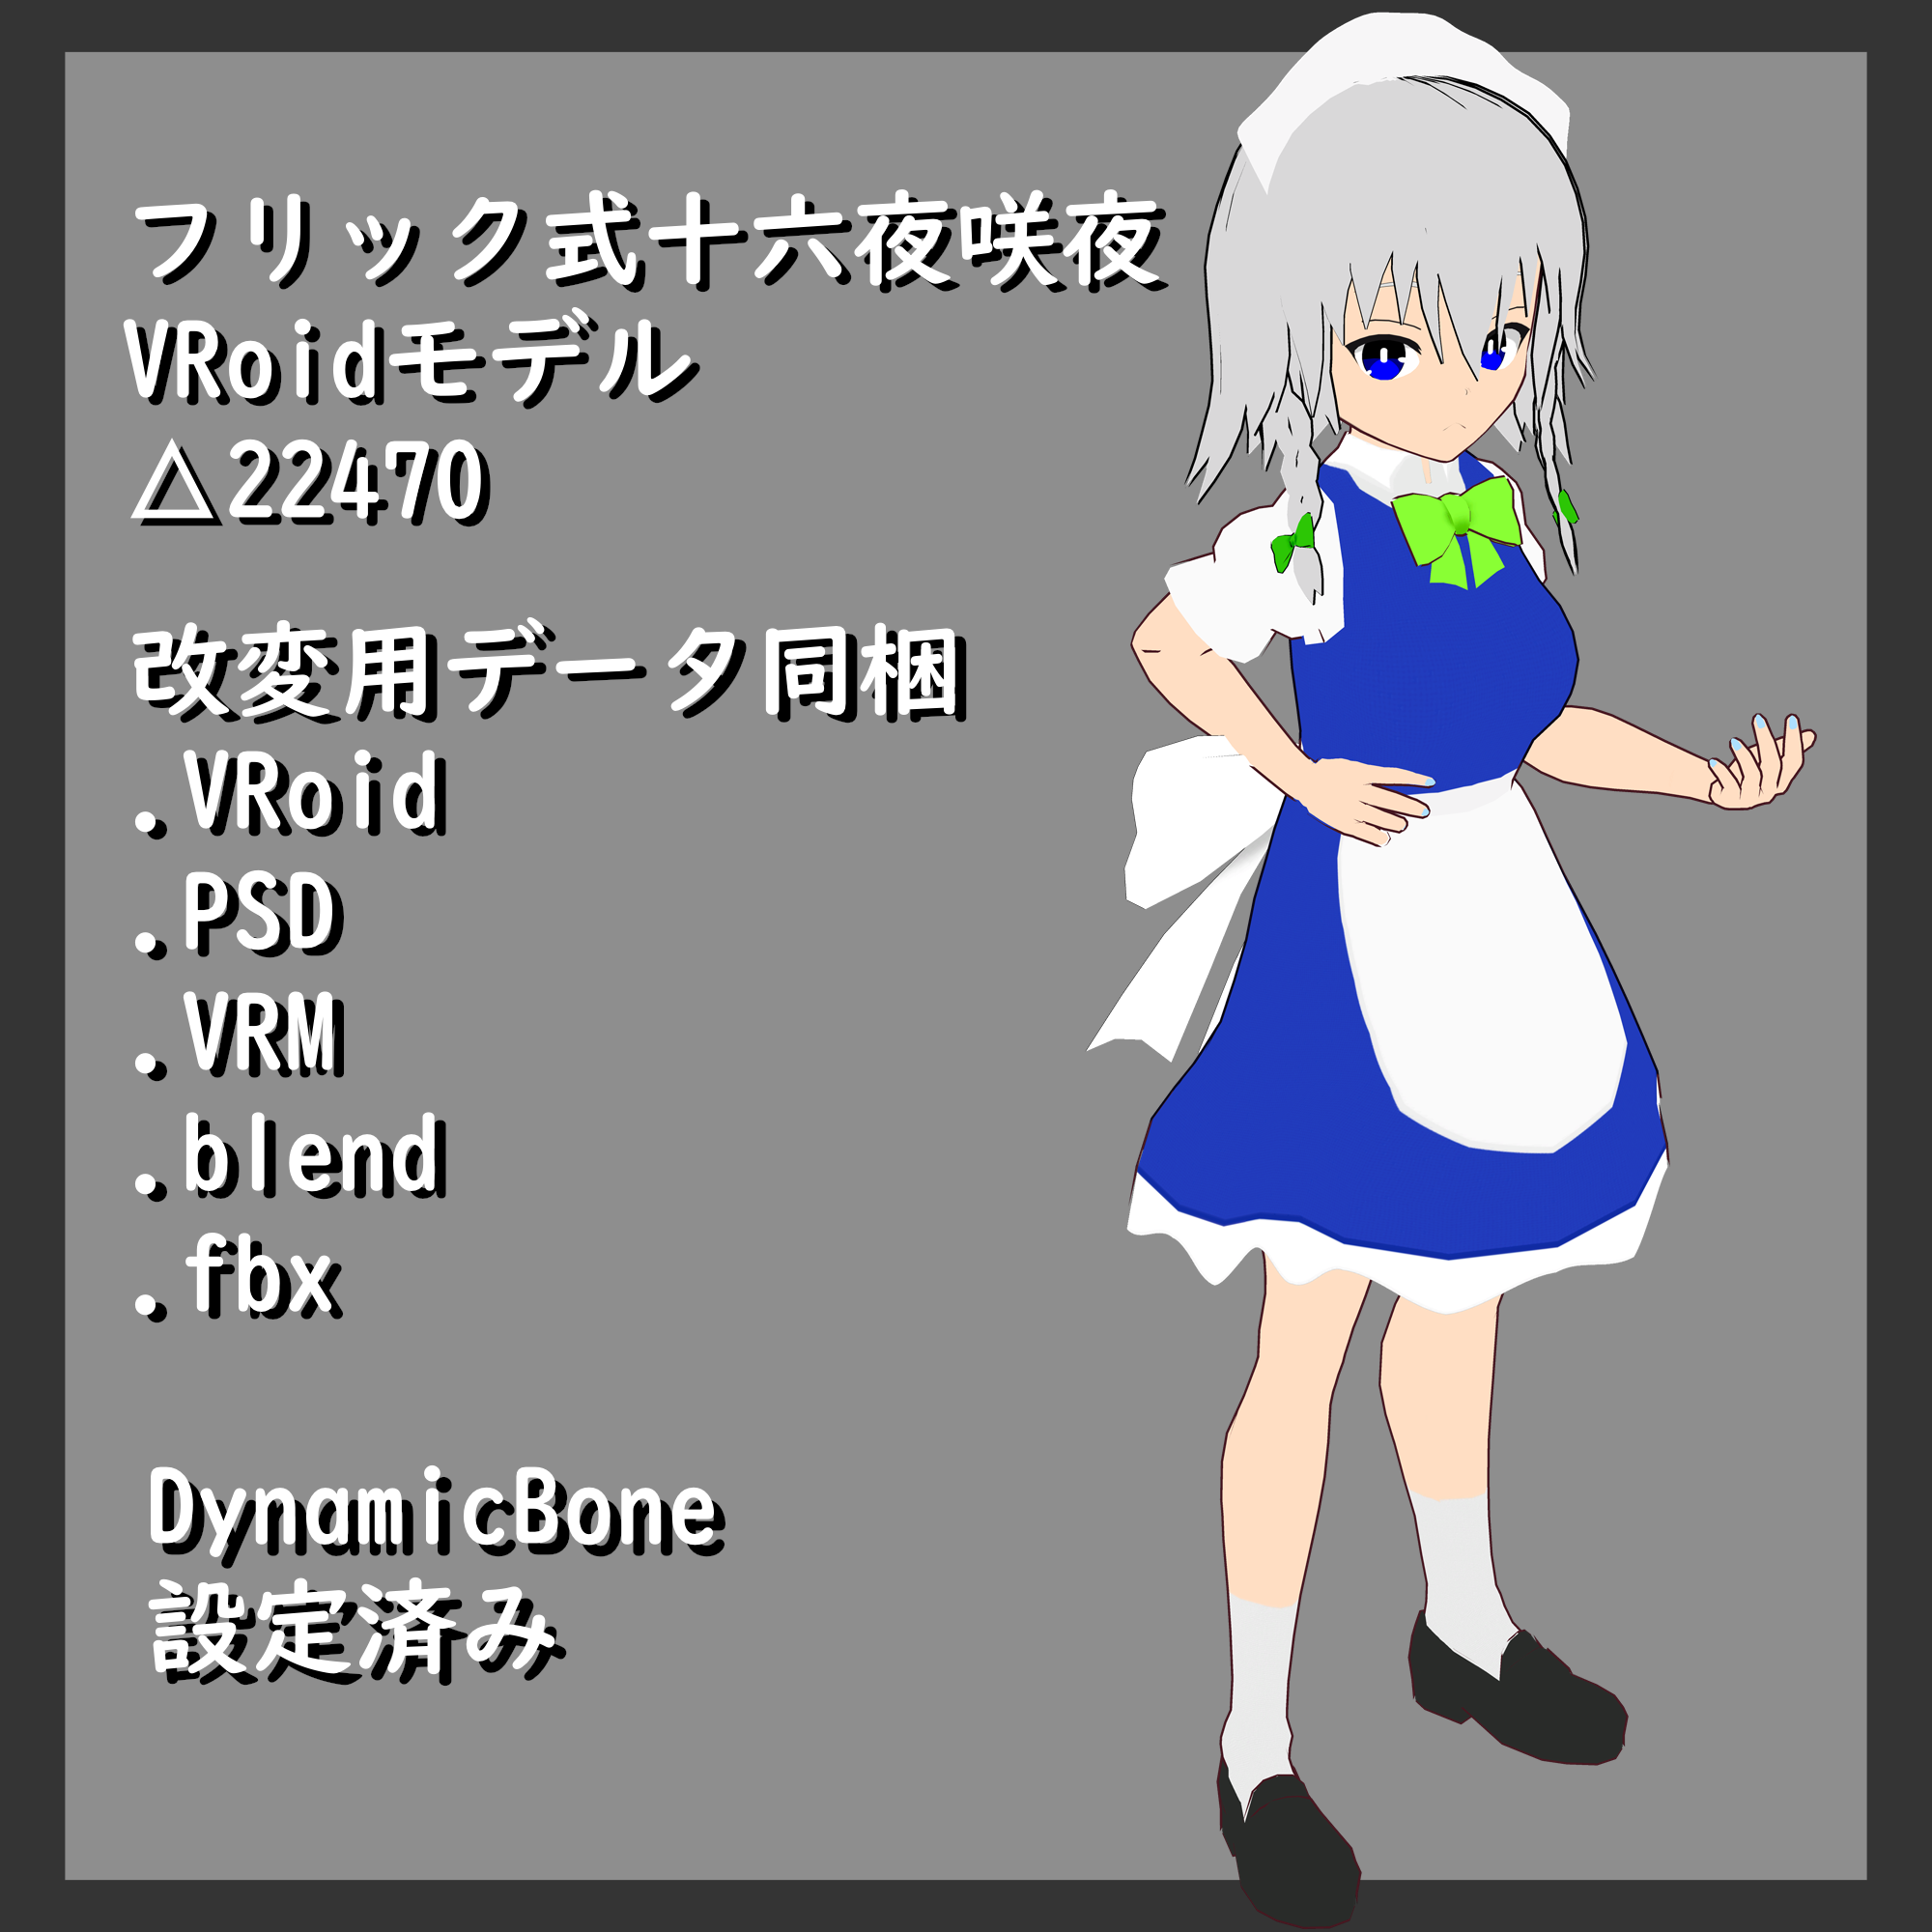 フリック式十六夜咲夜
VRoidモデル
△22470
改変用データ同梱
.VRoid
.PSD
.VRM
.blend
.fbx
DynamicBone
設定済み